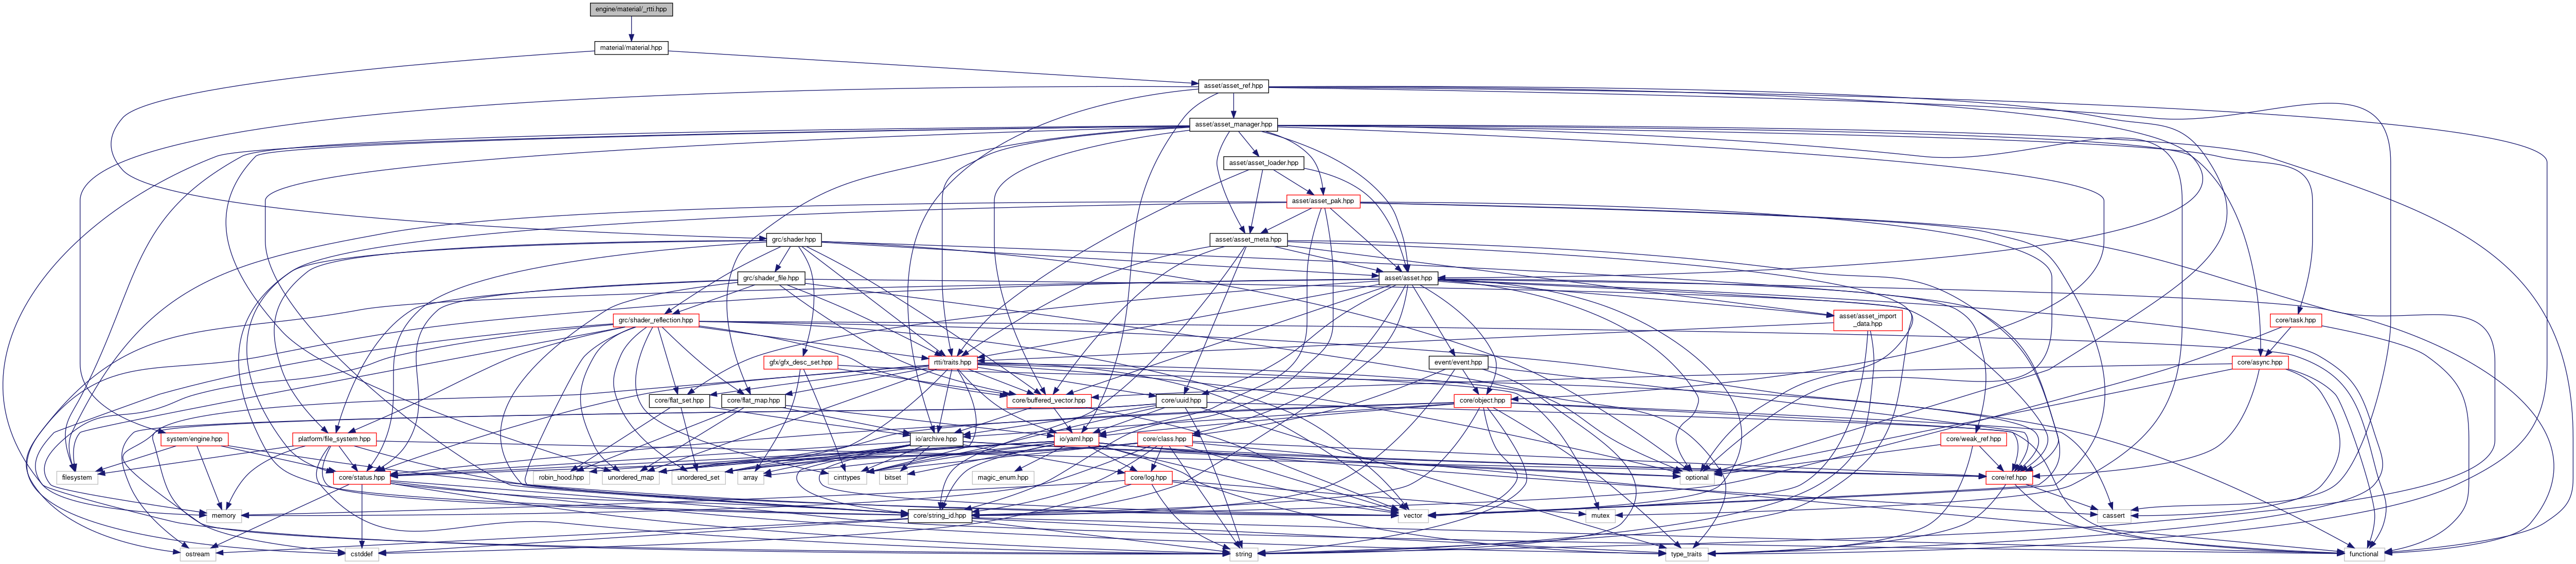 engine/material/_rtti.hpp
material/material.hpp
asset/asset_ref.hpp
asset/asset_manager.hpp
asset/asset_loader.hpp
asset/asset_pak.hpp
grc/shader.hpp
asset/asset_meta.hpp
grc/shader_file.hpp
asset/asset.hpp
grc/shader_reflection.hpp
asset/asset_import
_data.hpp
core/task.hpp
gfx/gfx_desc_set.hpp
rtti/traits.hpp
event/event.hpp
core/async.hpp
core/flat_set.hpp
core/flat_map.hpp
core/buffered_vector.hpp
core/uuid.hpp
core/object.hpp
system/engine.hpp
platform/file_system.hpp
io/archive.hpp
io/yaml.hpp
core/class.hpp
core/weak_ref.hpp
filesystem
core/status.hpp
robin_hood.hpp
unordered_map
unordered_set
array
cinttypes
bitset
magic_enum.hpp
core/log.hpp
optional
core/ref.hpp
memory
core/string_id.hpp
vector
mutex
cassert
ostream
cstddef
string
type_traits
functional